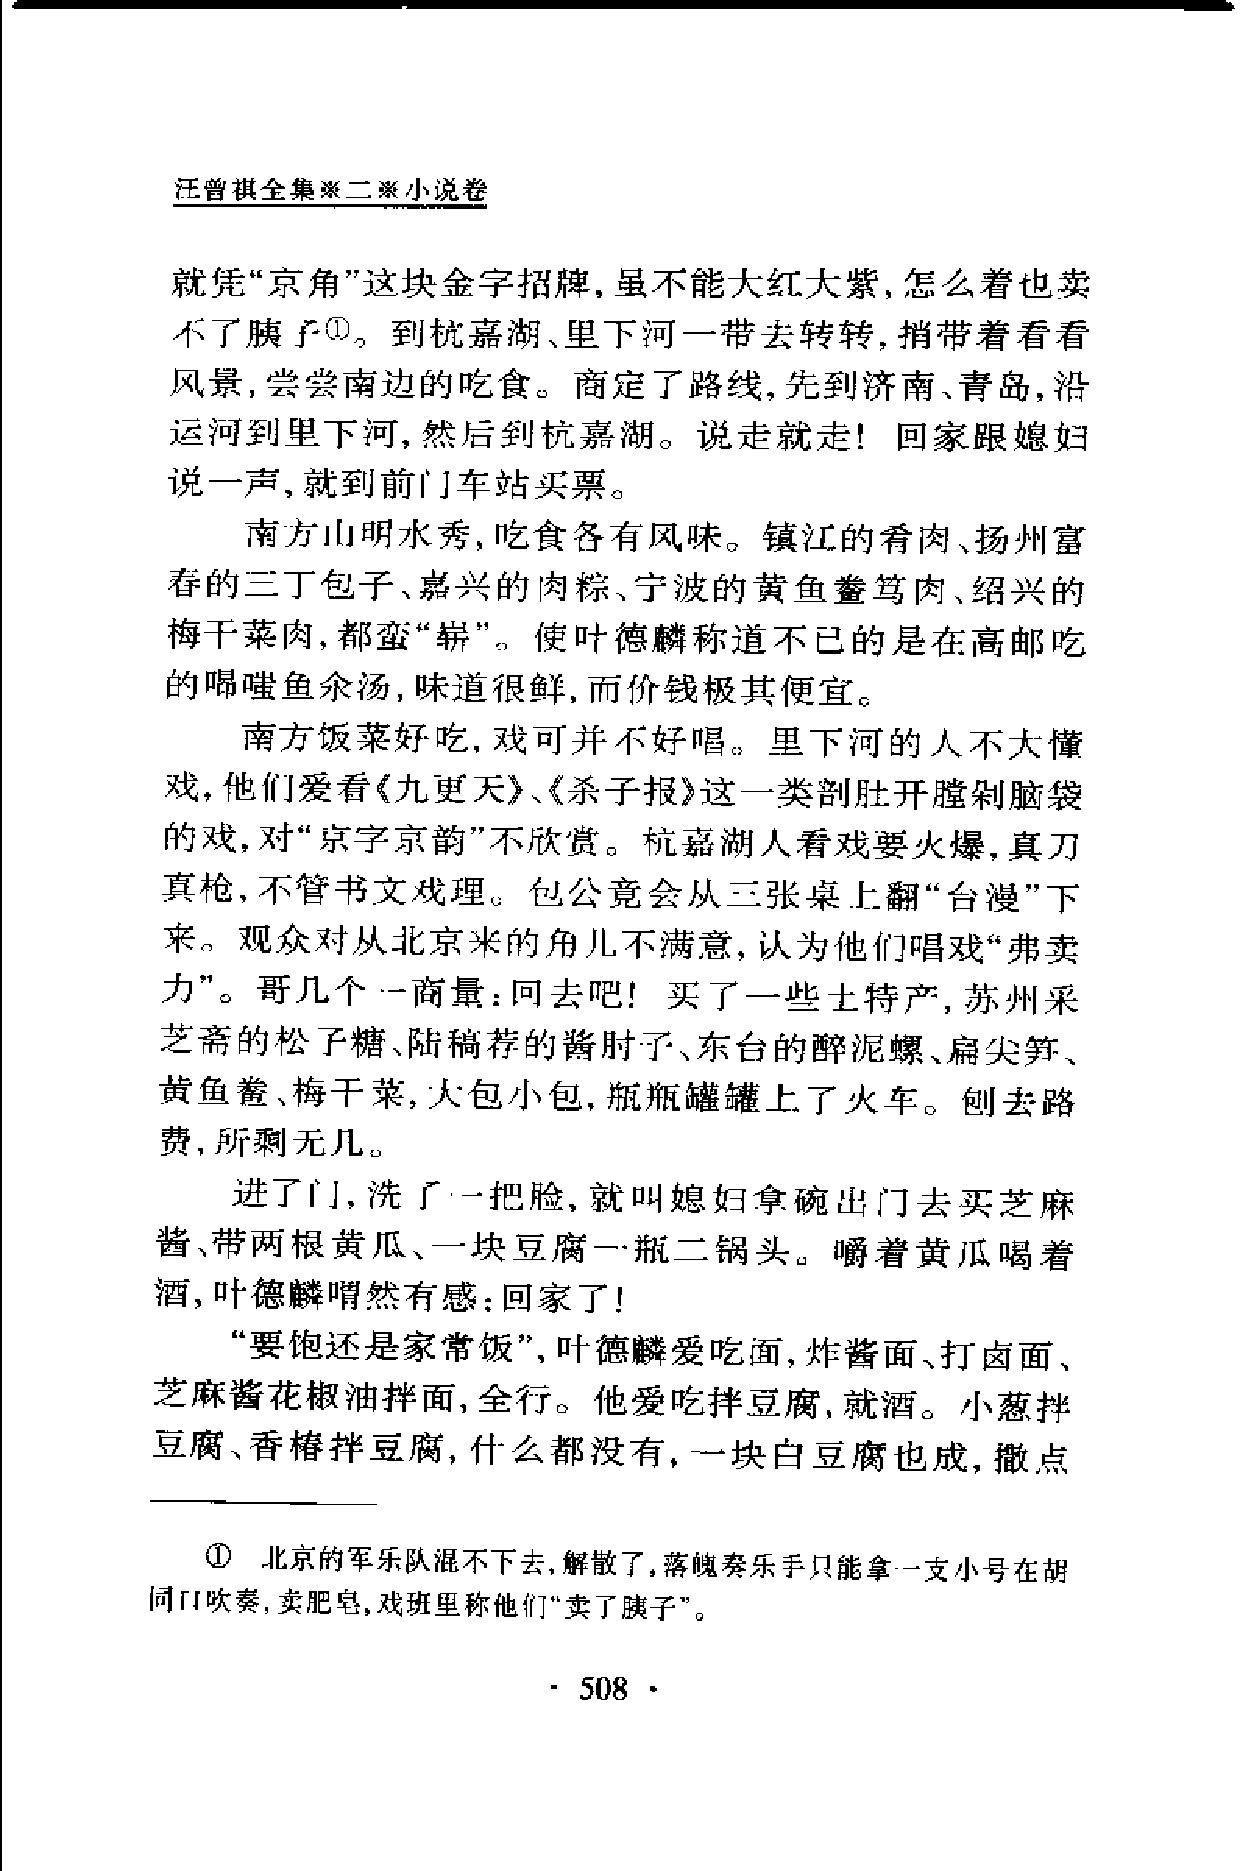 汪曾祺全集※二※小说卷
就凭“京角”这块金字招牌,虽不能大红大紫,怎么着也卖
不了胰子①。到杭嘉湖、里下河一带去转转,捎带着看看
风景,尝尝南边的吃食。商定了路线,先到济南、青岛,沿
运河到里下河,然后到杭嘉湖。说走就走! 回家跟媳妇
说一声,就到前门车站买票。
南方山明水秀,吃食各有风味。镇江的肴肉、扬州富
春的三丁包子、嘉兴的肉粽、宁波的黄鱼鲞笃肉、绍兴的
梅干菜肉,都蛮“崭”。使叶德麟称道不已的是在高邮吃
的唨嗤鱼汆汤,味道很鲜,而价钱极其便宜。
南方饭菜好吃,戏可并不好唱。里下河的人不大懂
戏,他们爱看《九更天》、《杀子报》这一类剖肚开膛剁脑袋
的戏,对“京字京韵”不欣赏。杭嘉湖人看戏要火爆,真刀
真枪,不管书文戏理。包公竟会从三张桌上翻“台漫”下
来。观众对从北京来的角儿不满意,认为他们唱戏“弗卖
力”。哥几个一商量:回去吧! 买了一些土特产,苏州采
芝斋的松子糖、陆稿荐的酱肘子、东台的醉泥螺、扁尖笋、
黄鱼鲞、梅干菜,大包小包,瓶瓶罐罐上了火车。刨去路
费,所剩无几。
进了门,洗了一把脸,就叫媳妇拿碗出门去买芝麻
酱、带两根黄瓜、一块豆腐一瓶二锅头。嚼着黄瓜喝着
酒,叶德麟喟然有感:回家了!
“要饱还是家常饭”,叶德麟爱吃面,炸酱面、打卤面、
芝麻酱花椒油拌面,全行。他爱吃拌豆腐,就酒。小葱拌
豆腐、香椿拌豆腐,什么都没有,一块白豆腐也成,撒点
① 北京的军乐队混不下去,解散了,落魄奏乐手只能拿一支小号在胡
同口吹奏,卖肥皂,戏班里称他们“卖了胰子”。
· 508 ·